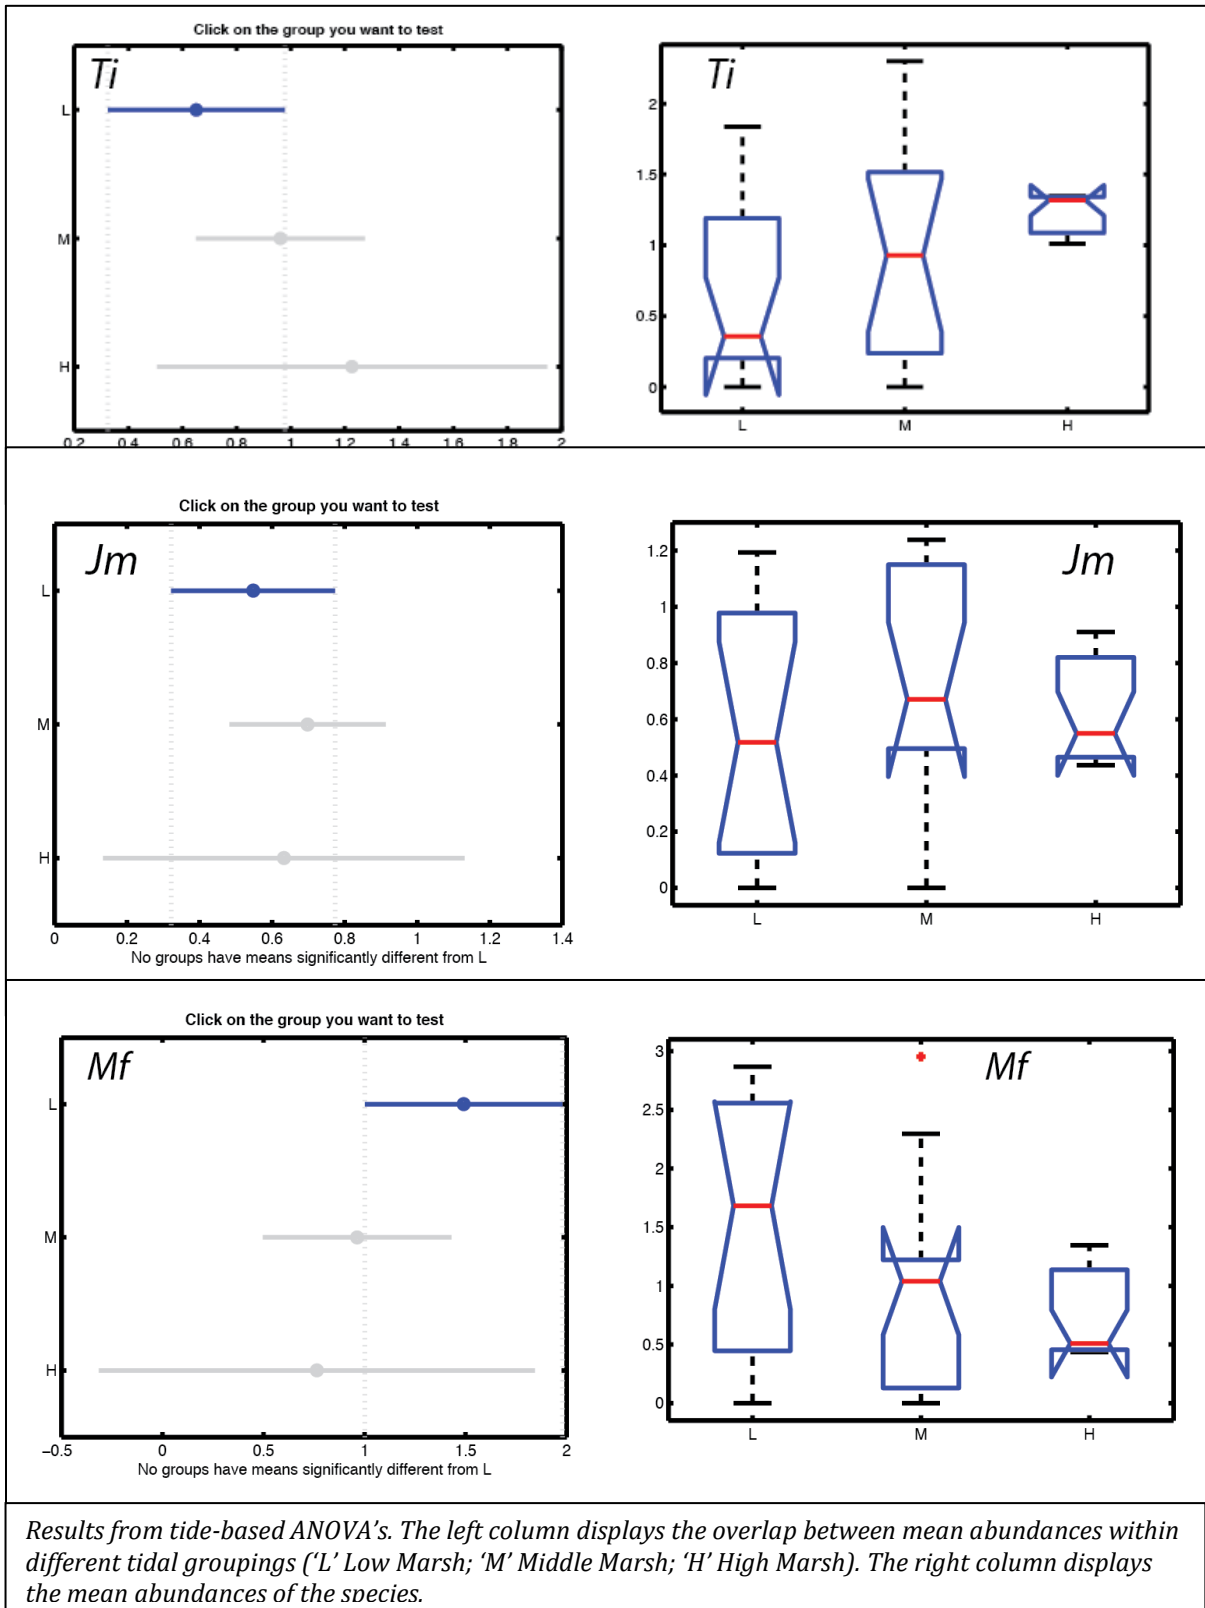 Click on the group you want to test
Ti
L
M
H
0.2 0.4 0.6 0.8 1 1.2 1.4 1.6 1.8 2
Ti
2
1.5
1
0.5
0
L M H
Click on the group you want to test
Jm
L
M
H
0 0.2 0.4 0.6 0.8 1 1.2 1.4
No groups have means significantly different from L
Jm
1.2
1
0.8
0.6
0.4
0.2
0
L M H
Click on the group you want to test
Mf
L
M
H
−0.5 0 0.5 1 1.5 2
No groups have means significantly different from L
Mf
3
2.5
2
1.5
1
0.5
0
L M H
Results from tide-based ANOVA's. The left column displays the overlap between mean abundances within
different tidal groupings ('L' Low Marsh; 'M' Middle Marsh; 'H' High Marsh). The right column displays
the mean abundances of the species.